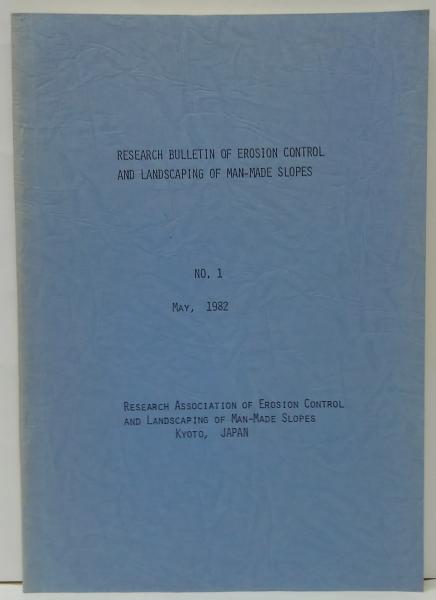 RESEARCH BULLETIN OF EROSION CONTROL
AND LANDSCAPING OF MAN-MADE SLOPES
NO. 1
MAY, 1982
RESEARCH ASSOCIATION OF EROSION CONTROL
AND LANDSCAPING OF MAN-MADE SLOPES
KYOTO, JAPAN